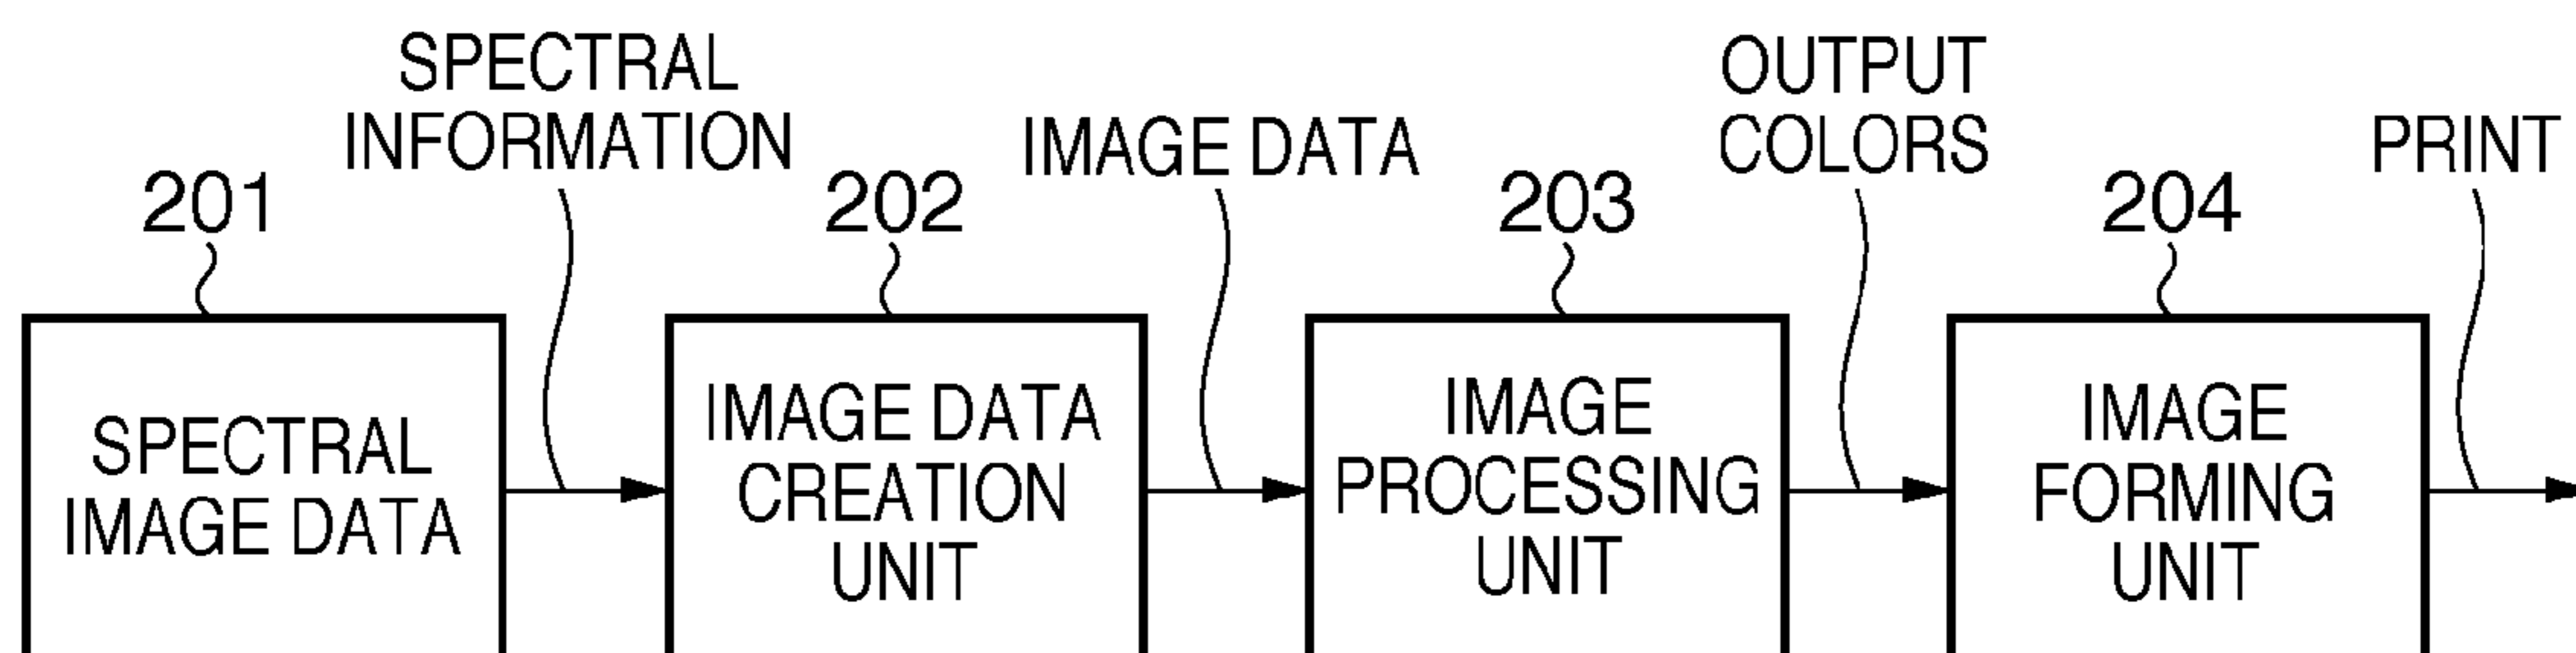 SPECTRAL
INFORMATION
IMAGE DATA
OUTPUT
COLORS
PRINT
201
202
203
204
SPECTRAL
IMAGE DATA
IMAGE DATA
CREATION
UNIT
IMAGE
PROCESSING
UNIT
IMAGE
FORMING
UNIT